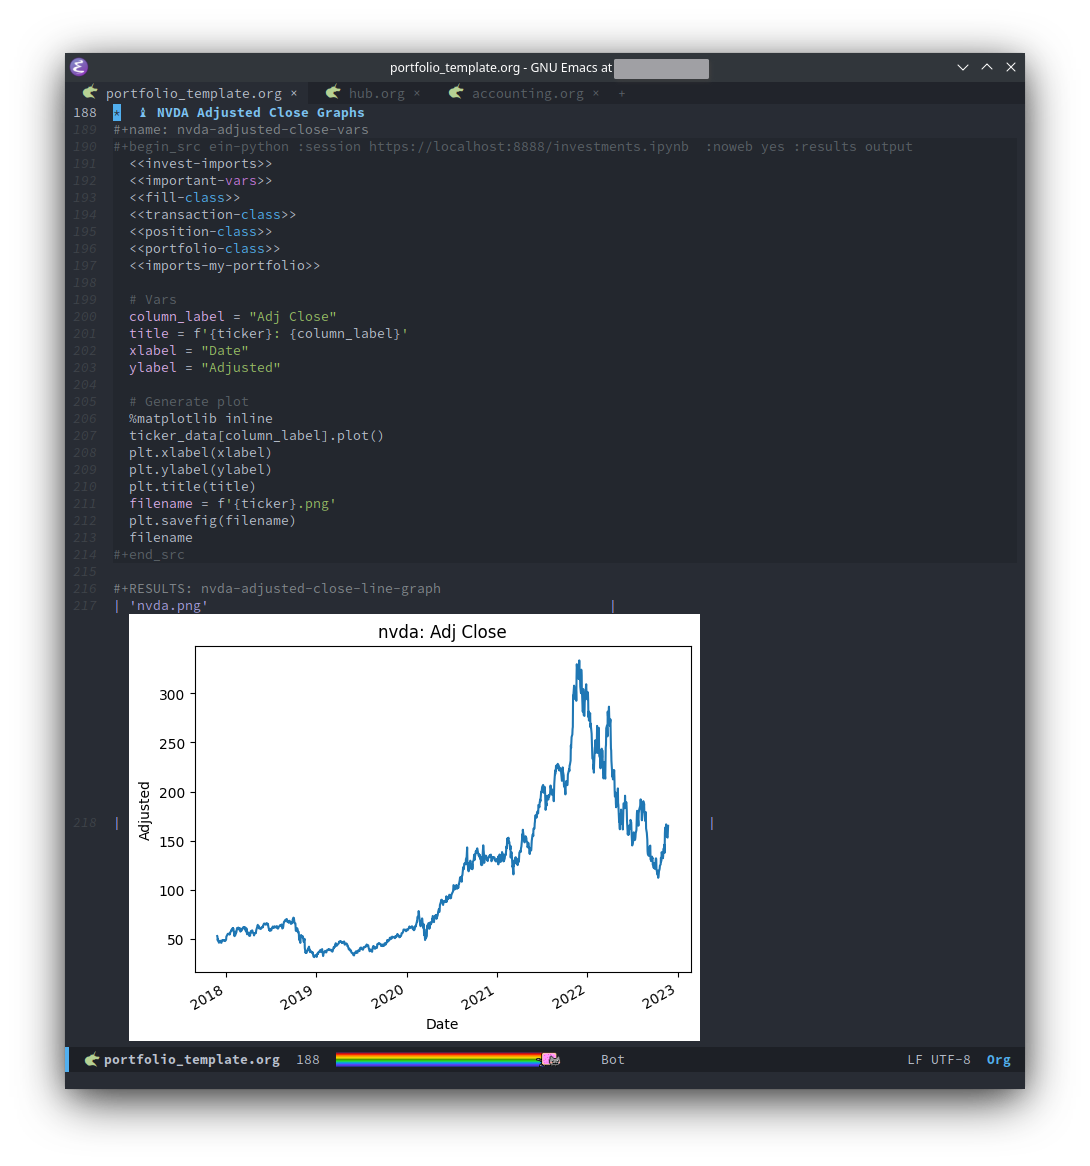 portfolio_template.org - GNU Emacs at
portfolio_template.org × hub.org × accounting.org × +
188 * NVDA Adjusted Close Graphs
189 #+name: nvda-adjusted-close-vars
190 #+begin_src ein-python :session https://localhost:8888/investments.ipynb  :noweb yes :results output
191 <<invest-imports>>
192 <<important-vars>>
193 <<fill-class>>
194 <<transaction-class>>
195 <<position-class>>
196 <<portfolio-class>>
197 <<imports-my-portfolio>>
198
199 # Vars
200 column_label = "Adj Close"
201 title = f'{ticker}: {column_label}'
202 xlabel = "Date"
203 ylabel = "Adjusted"
204
205 # Generate plot
206 %matplotlib inline
207 ticker_data[column_label].plot()
208 plt.xlabel(xlabel)
209 plt.ylabel(ylabel)
210 plt.title(title)
211 filename = f'{ticker}.png'
212 plt.savefig(filename)
213 filename
214 #+end_src
215
216 #+RESULTS: nvda-adjusted-close-line-graph
217 | 'nvda.png' |
nvda: Adj Close
300
250
200
218 | |
Adjusted
150
100
50
2018 2019 2020 2021 2022 2023
Date
portfolio_template.org 188 Bot LF UTF-8 Org